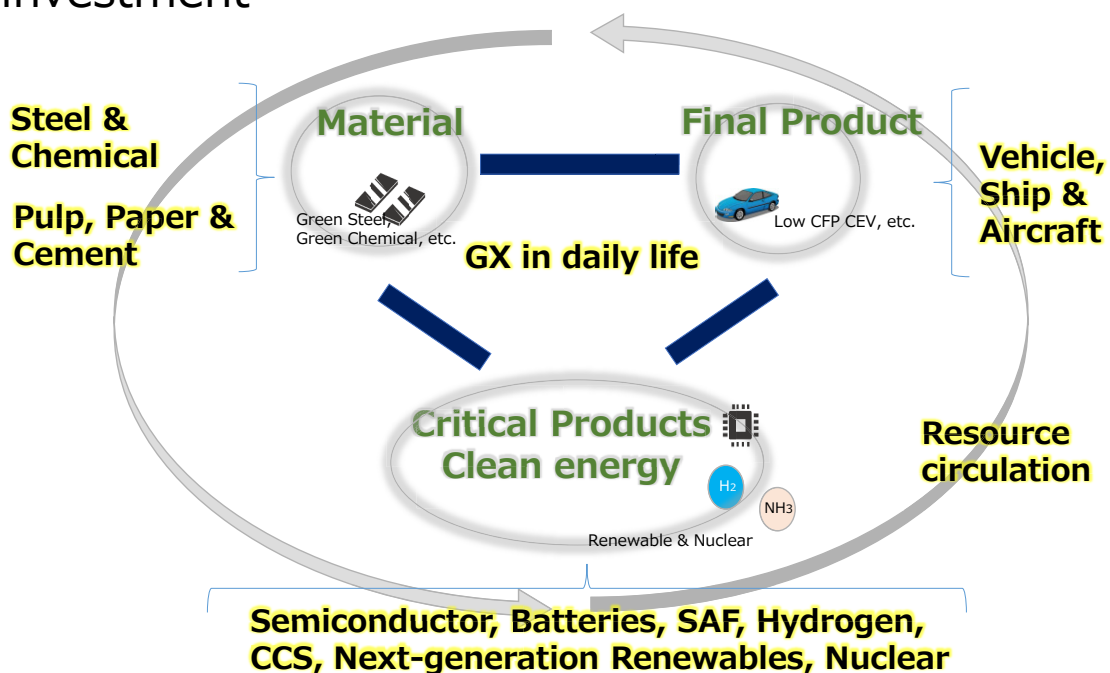 investment
Steel &
Chemical
Pulp, Paper &
Cement
Material
Green Steel,
Green Chemical, etc.
Final Product
Low CFP CEV, etc.
Vehicle,
Ship &
Aircraft
GX in daily life
Critical Products
Clean energy
H2
NH3
Renewable & Nuclear
Resource
circulation
Semiconductor, Batteries, SAF, Hydrogen,
CCS, Next-generation Renewables, Nuclear